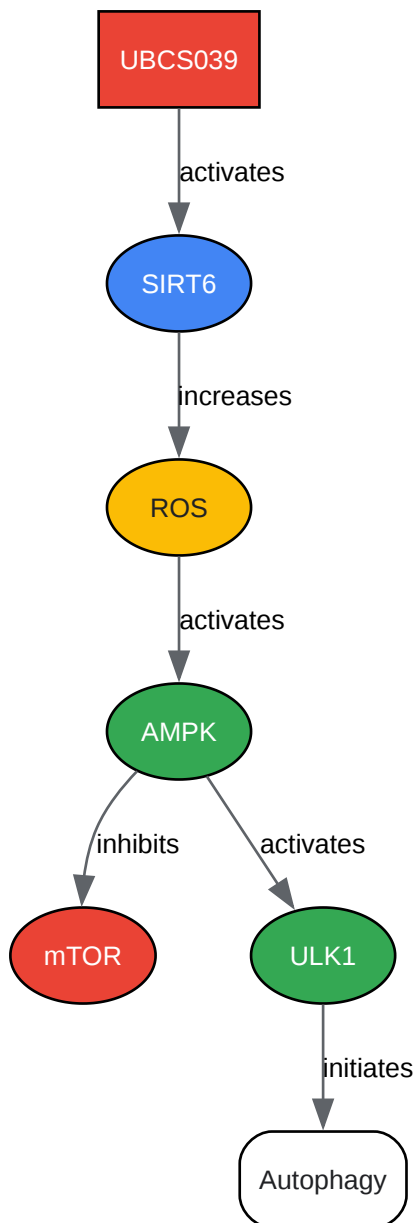 UBCS039
activates
SIRT6
increases
ROS
activates
AMPK
inhibits
activates
mTOR
ULK1
initiates
Autophagy